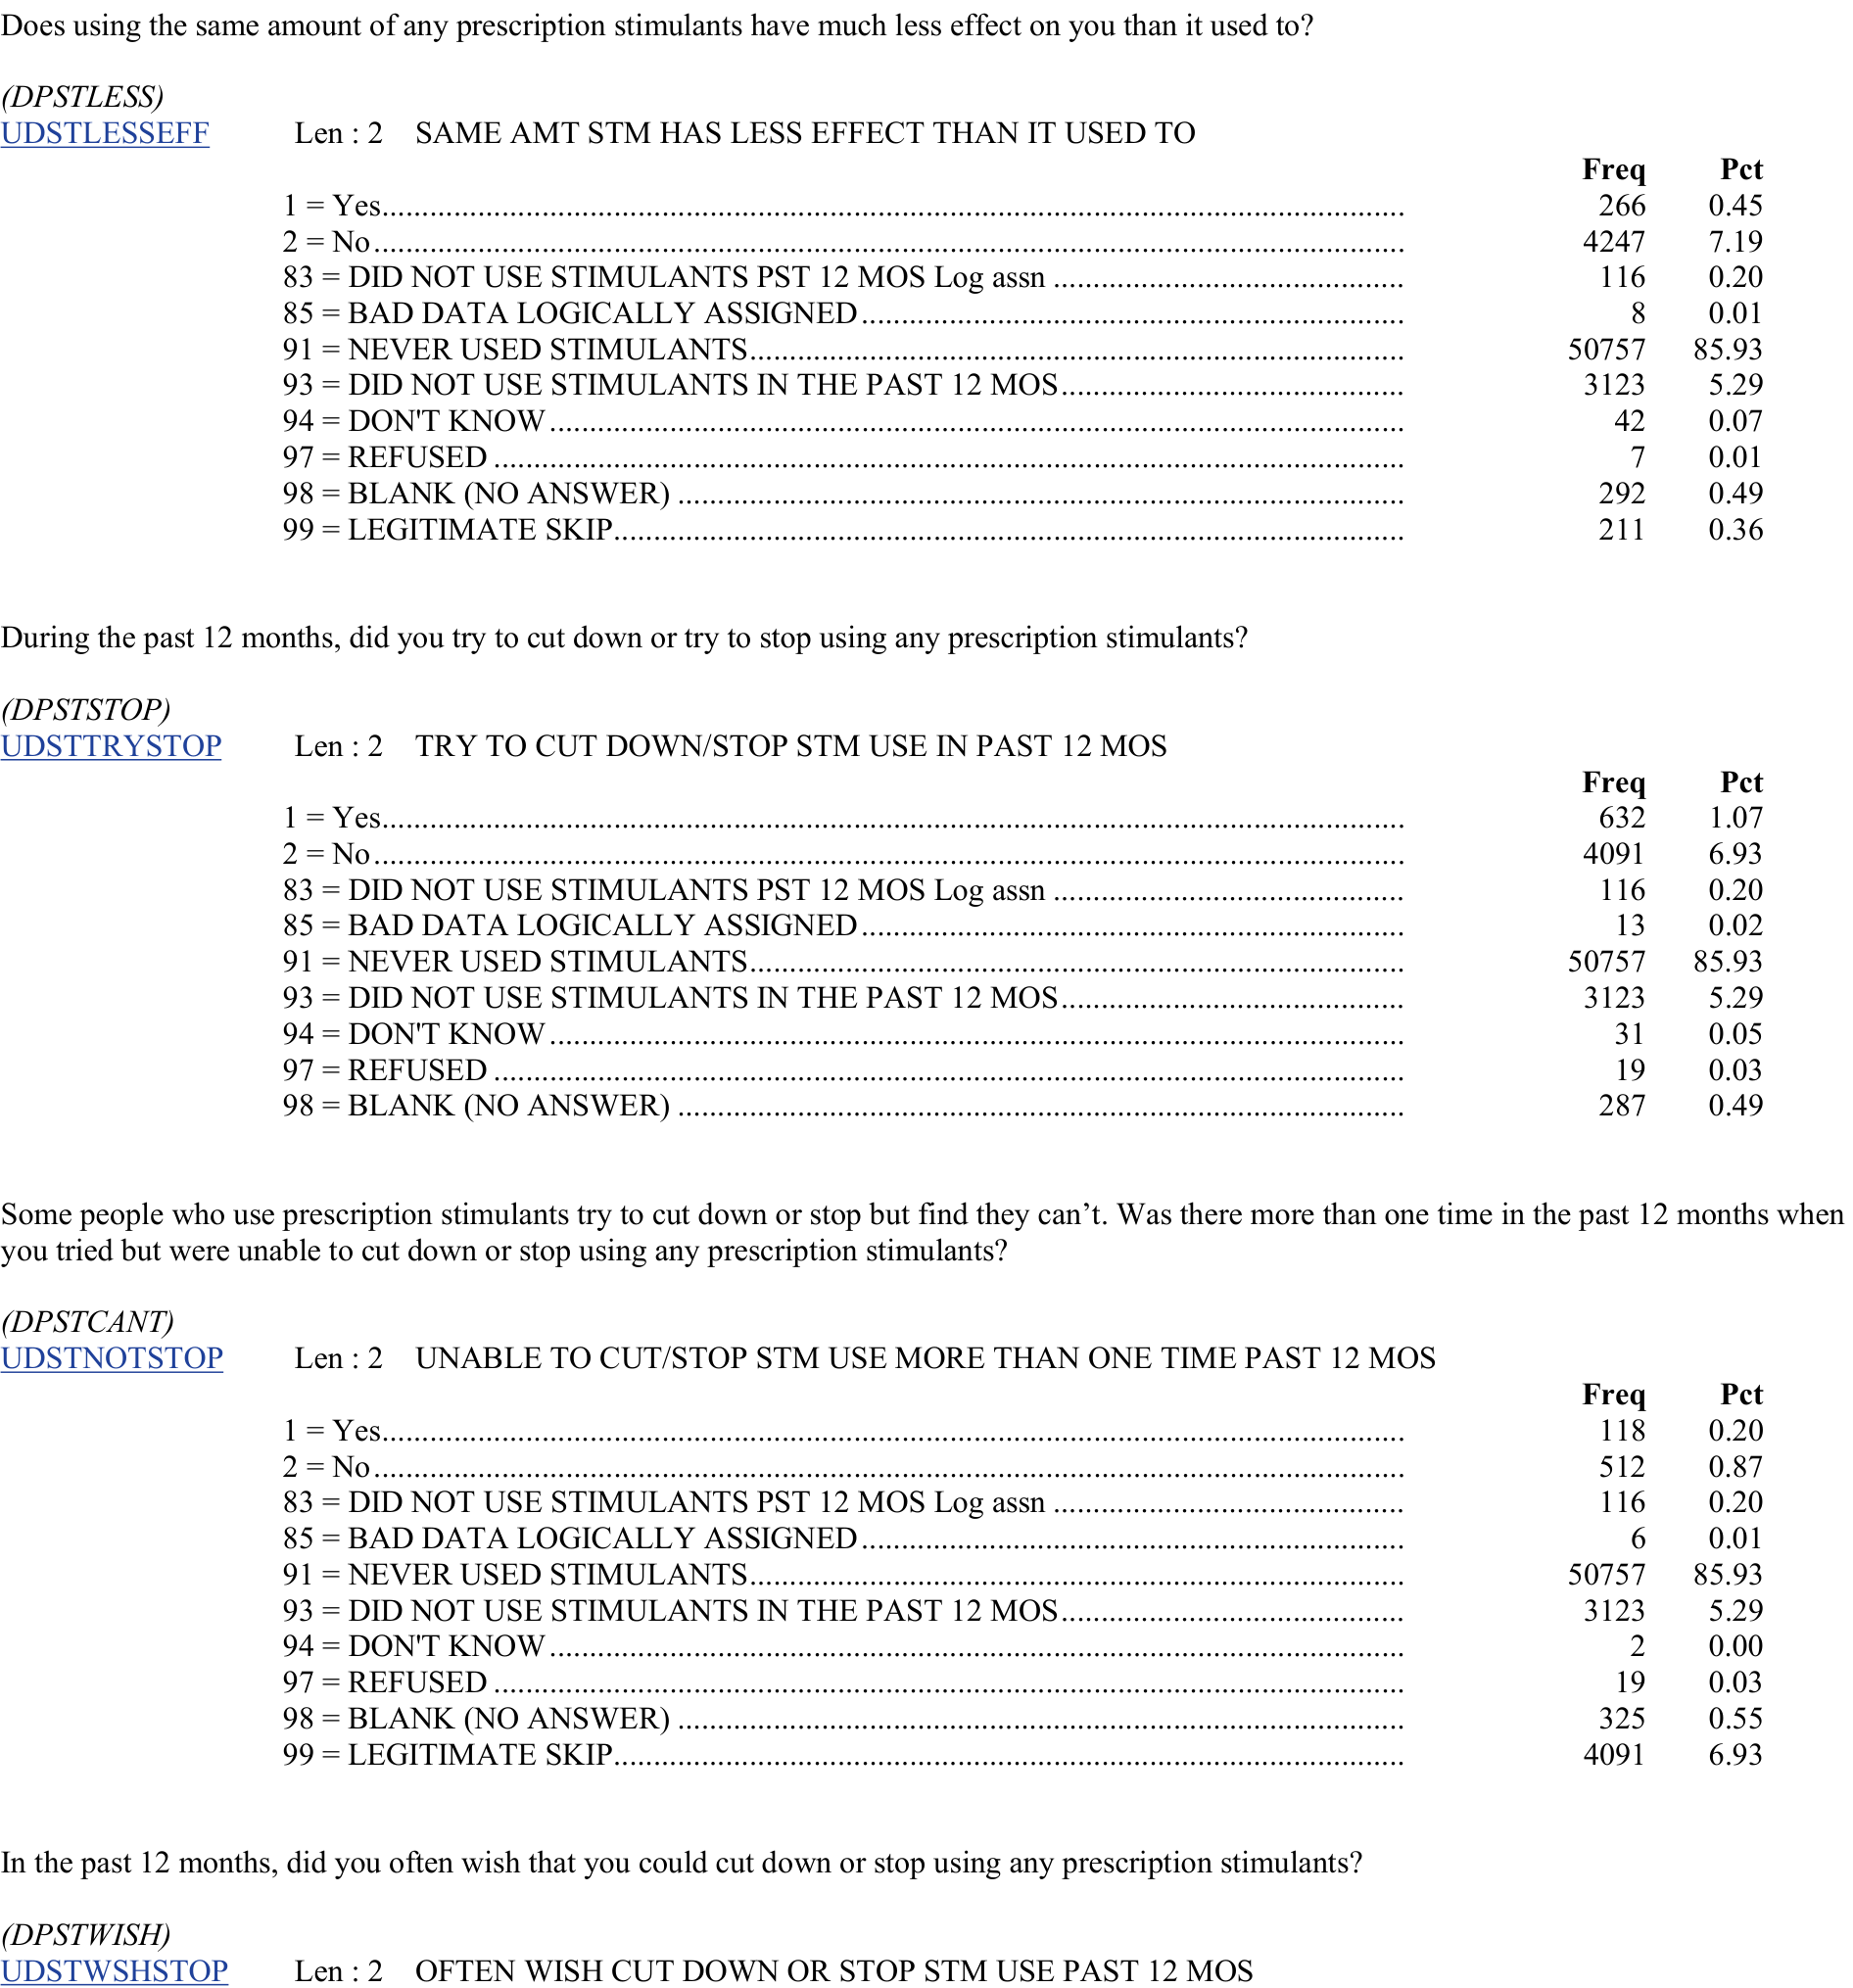 Does using the same amount of any prescription stimulants have much less effect on you than it used to?
(DPSTLESS)
UDSTLESSEFF Len : 2 SAME AMT STM HAS LESS EFFECT THAN IT USED TO
Freq Pct
1 = Yes 266 0.45
2 = No 4247 7.19
83 = DID NOT USE STIMULANTS PST 12 MOS Log assn 116 0.20
85 = BAD DATA LOGICALLY ASSIGNED 8 0.01
91 = NEVER USED STIMULANTS 50757 85.93
93 = DID NOT USE STIMULANTS IN THE PAST 12 MOS 3123 5.29
94 = DON'T KNOW 42 0.07
97 = REFUSED 7 0.01
98 = BLANK (NO ANSWER) 292 0.49
99 = LEGITIMATE SKIP 211 0.36
During the past 12 months, did you try to cut down or try to stop using any prescription stimulants?
(DPSTSTOP)
UDSTTRYSTOP Len : 2 TRY TO CUT DOWN/STOP STM USE IN PAST 12 MOS
Freq Pct
1 = Yes 632 1.07
2 = No 4091 6.93
83 = DID NOT USE STIMULANTS PST 12 MOS Log assn 116 0.20
85 = BAD DATA LOGICALLY ASSIGNED 13 0.02
91 = NEVER USED STIMULANTS 50757 85.93
93 = DID NOT USE STIMULANTS IN THE PAST 12 MOS 3123 5.29
94 = DON'T KNOW 31 0.05
97 = REFUSED 19 0.03
98 = BLANK (NO ANSWER) 287 0.49
Some people who use prescription stimulants try to cut down or stop but find they can’t. Was there more than one time in the past 12 months when
you tried but were unable to cut down or stop using any prescription stimulants?
(DPSTCANT)
UDSTNOTSTOP Len : 2 UNABLE TO CUT/STOP STM USE MORE THAN ONE TIME PAST 12 MOS
Freq Pct
1 = Yes 118 0.20
2 = No 512 0.87
83 = DID NOT USE STIMULANTS PST 12 MOS Log assn 116 0.20
85 = BAD DATA LOGICALLY ASSIGNED 6 0.01
91 = NEVER USED STIMULANTS 50757 85.93
93 = DID NOT USE STIMULANTS IN THE PAST 12 MOS 3123 5.29
94 = DON'T KNOW 2 0.00
97 = REFUSED 19 0.03
98 = BLANK (NO ANSWER) 325 0.55
99 = LEGITIMATE SKIP 4091 6.93
In the past 12 months, did you often wish that you could cut down or stop using any prescription stimulants?
(DPSTWISH)
UDSTWSHSTOP Len : 2 OFTEN WISH CUT DOWN OR STOP STM USE PAST 12 MOS